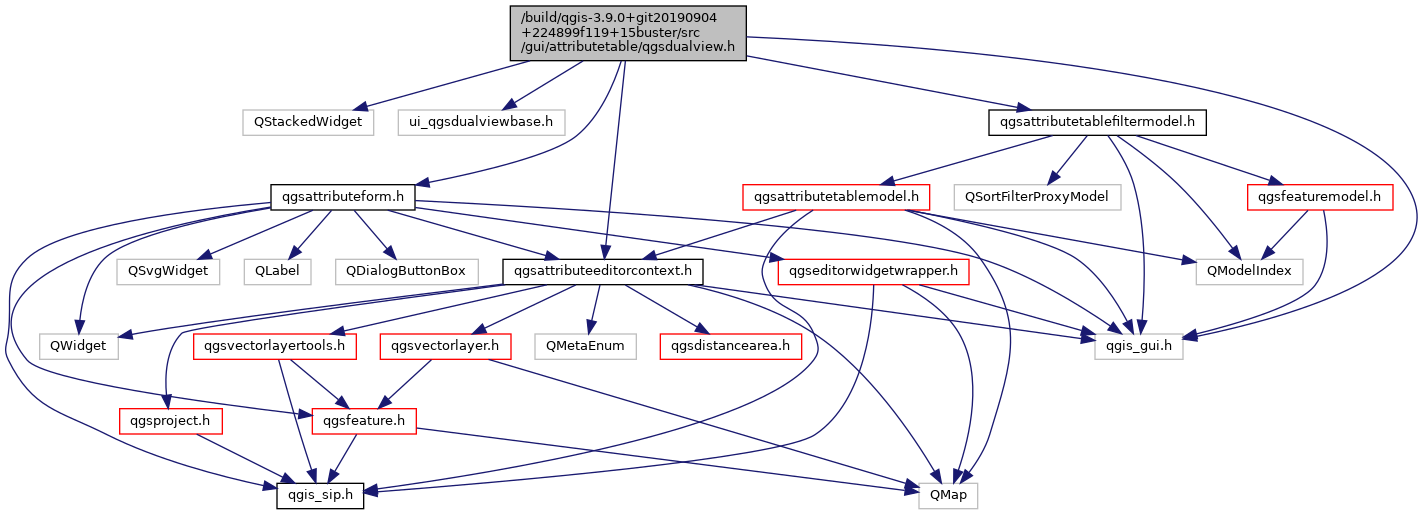 /build/qgis-3.9.0+git20190904
+224899f119+15buster/src
/gui/attributetable/qgsdualview.h
QStackedWidget
ui_qgsdualviewbase.h
qgsattributetablefiltermodel.h
qgsattributeform.h
qgsattributetablemodel.h
QSortFilterProxyModel
qgsfeaturemodel.h
QSvgWidget
QLabel
QDialogButtonBox
qgsattributeeditorcontext.h
qgseditorwidgetwrapper.h
QModelIndex
QWidget
qgsvectorlayertools.h
qgsvectorlayer.h
QMetaEnum
qgsdistancearea.h
qgis_gui.h
qgsproject.h
qgsfeature.h
qgis_sip.h
QMap